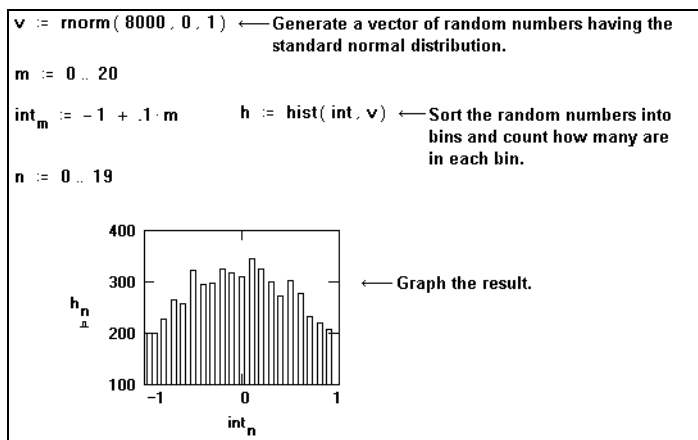 v := rnorm( 8000 , 0 , 1 ) ← Generate a vector of random numbers having the
standard normal distribution.
m := 0 .. 20
int_m := -1 + .1·m h := hist( int , v ) ← Sort the random numbers into
bins and count how many are
in each bin.
n := 0 .. 19
400
300
h_n
200
100
-1 0 1
int_n
← Graph the result.